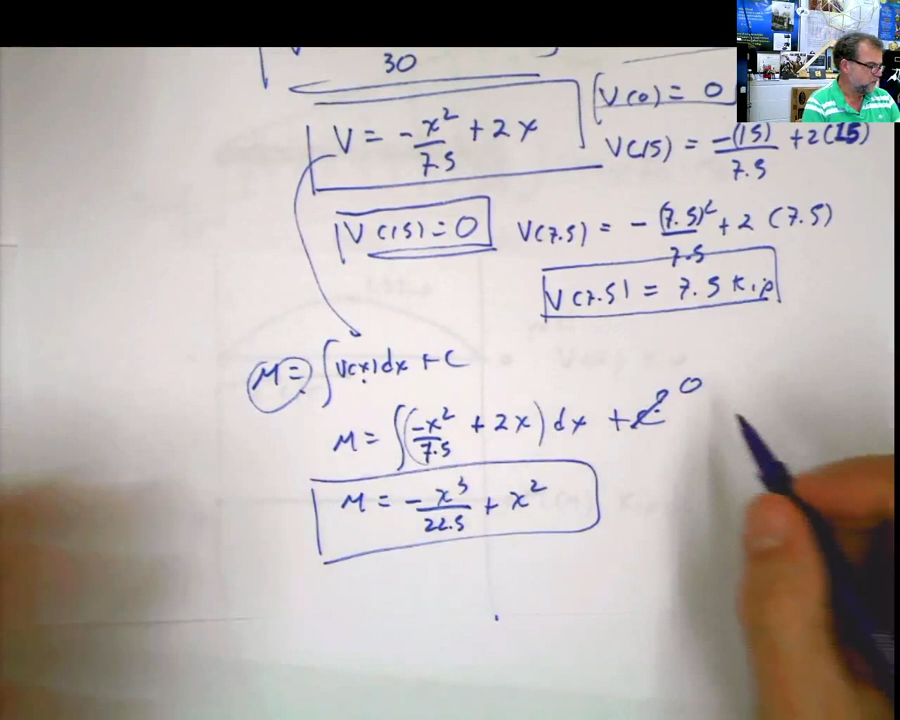 30
V(0) = 0
V = -x²/7.5 + 2x
V(15) = -(15)/7.5 + 2(15)
V(15) = 0
V(7.5) = -(7.5)²/7.5 + 2(7.5)
V(7.5) = 7.5 kip
M = ∫V(x)dx + C
M = ∫(-x²/7.5 + 2x)dx + C 0
M = -x³/22.5 + x²